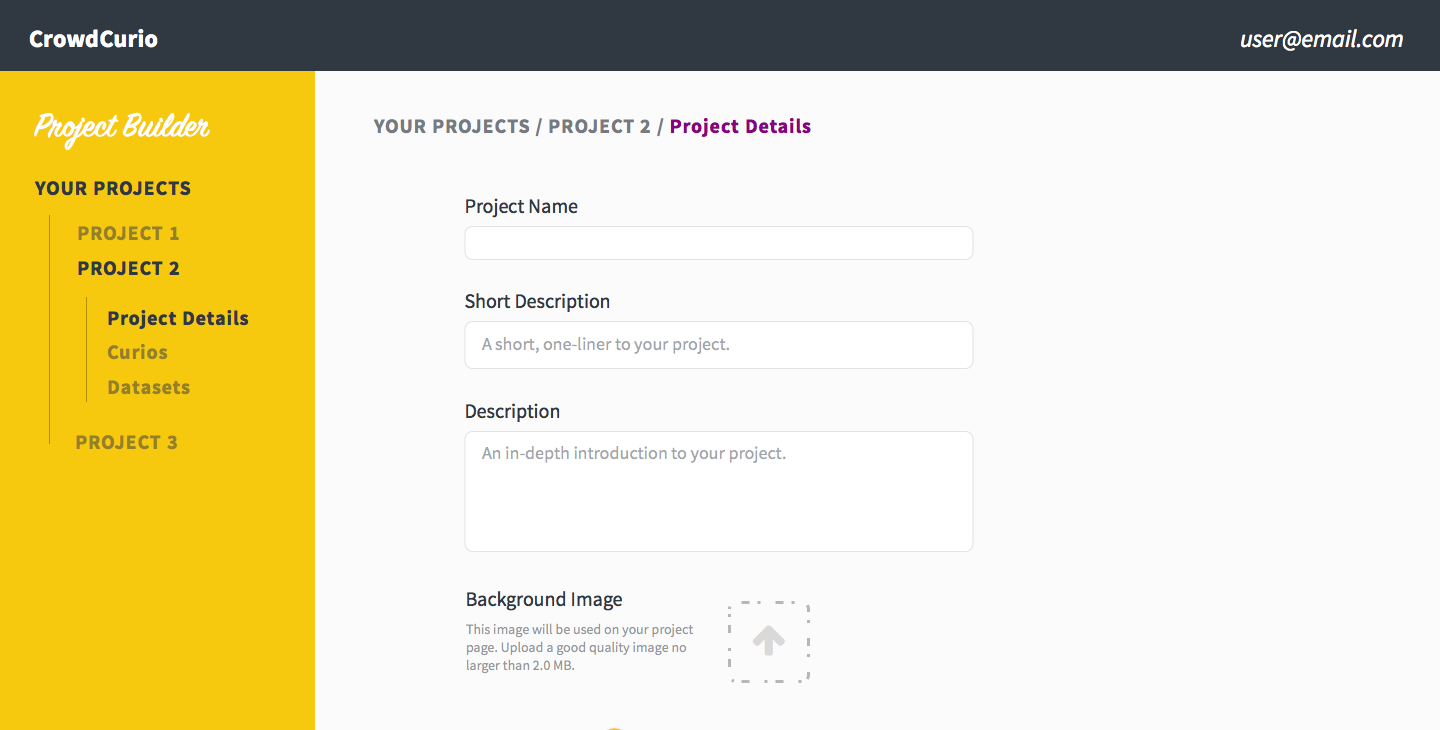 CrowdCurio
user@email.com
Project Builder
YOUR PROJECTS
PROJECT 1
PROJECT 2
Project Details
Curios
Datasets
PROJECT 3
YOUR PROJECTS / PROJECT 2 / Project Details
Project Name
Short Description
A short, one-liner to your project.
Description
An in-depth introduction to your project.
Background Image
This image will be used on your project
page. Upload a good quality image no
larger than 2.0 MB.